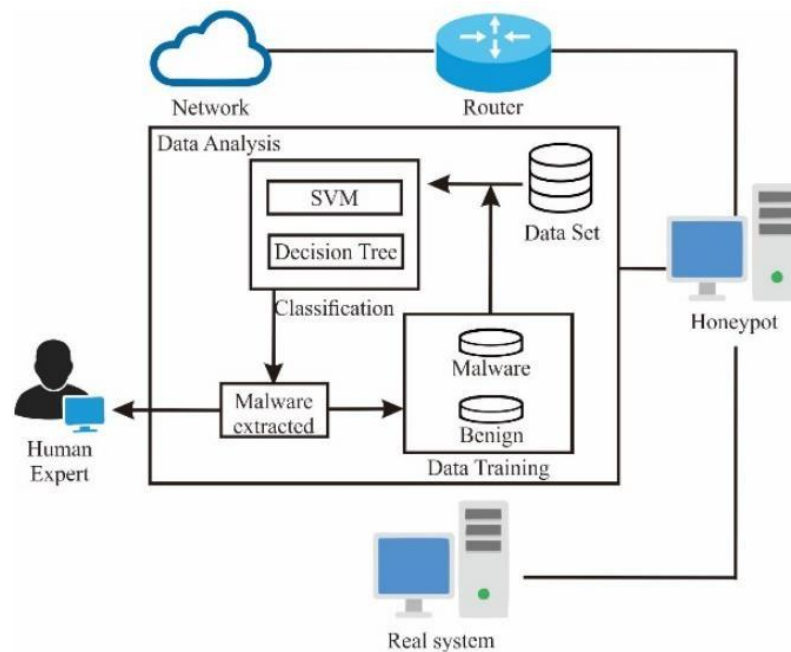 Network
Router
Data Analysis
SVM
Decision Tree
Classification
Data Set
Honeypot
Malware
Benign
Data Training
Malware
extracted
Human
Expert
Real system